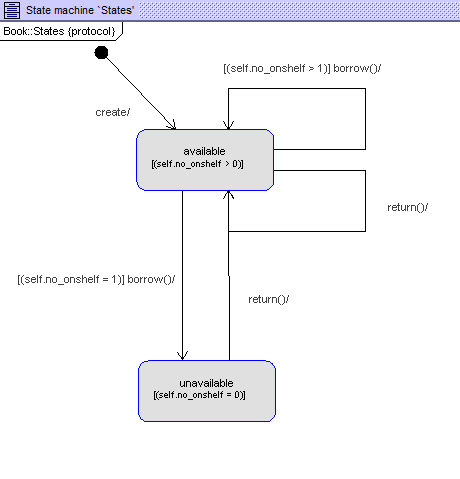 State machine `States'
Book::States {protocol}
[(self.no_onshelf > 1)] borrow()/
create/
available
[(self.no_onshelf > 0)]
return()/
[(self.no_onshelf = 1)] borrow()/
return()/
unavailable
[(self.no_onshelf = 0)]